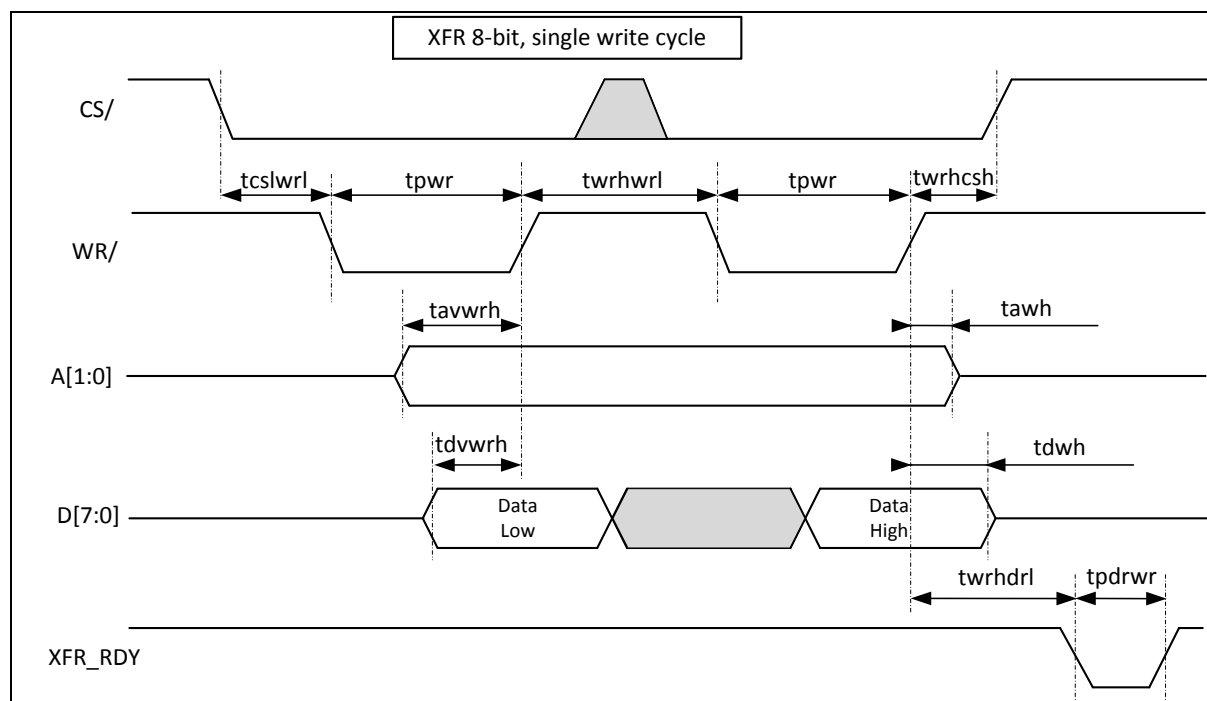 XFR 8-bit, single write cycle
CS/
tcslwrl tpwr twrhwrl tpwr twrhcsh
WR/
tavwrh tawh
A[1:0]
tdvwrh tdwh
D[7:0]
Data
Low
Data
High
twrhdrl tpdrwr
XFR_RDY